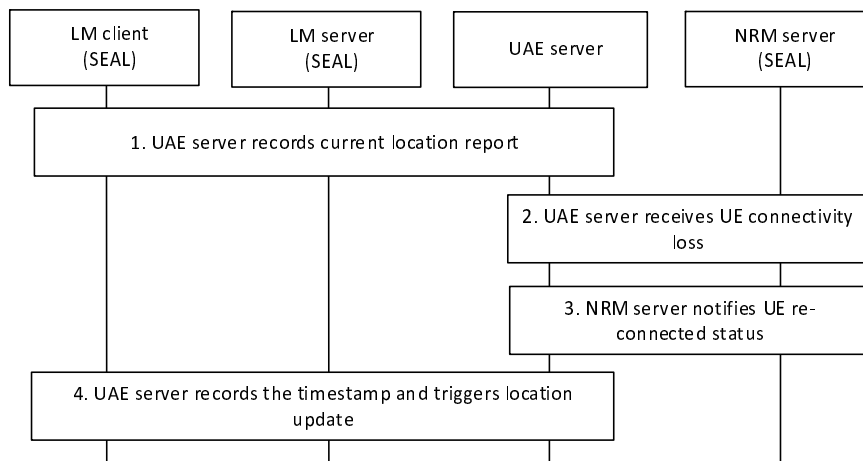 LM client
(SEAL)
LM server
(SEAL)
UAE server
NRM server
(SEAL)
1. UAE server records current location report
2. UAE server receives UE connectivity
loss
3. NRM server notifies UE re-
connected status
4. UAE server records the timestamp and triggers location
update